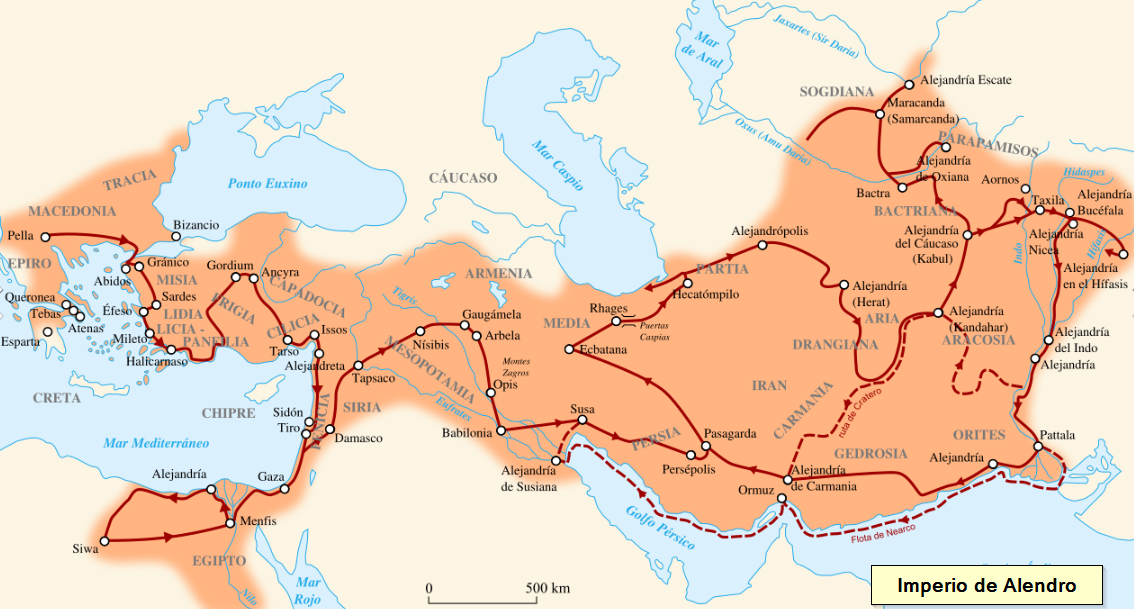 Mar
de Aral
Jaxartes (Sir Daria)
Alejandría Escate
SOGDIANA
Maracanda
(Samarcanda)
Oxus (Amu Daria)
PARAPAMISOS
Mar Caspio
Alejandría
de Oxiana
Hidaspes
TRACIA
Ponto Euxino
CÁUCASO
Aornos
Bactra
Taxila
Alejandría
Bucéfala
MACEDONIA
BACTRIANA
Bizancio
Pella
Alejandrópolis
Alejandría
del Cáucaso
(Kabul)
Alejandría
Nicea
Indo
Hífasis
EPIRO
Gránico
Gordium
Ancyra
ARMENIA
PARTIA
Alejandría
en el Hífasis
Abidos
MISIA
CAPADOCIA
Hecatómpilo
Alejandría
(Herat)
Queronea
Sardes
FRIGIA
Tigris
Rhages
Tebas
Éfeso
LIDIA
CILICIA
Gaugámela
MEDIA
Puertas
Caspias
ARIA
Alejandría
(Kandahar)
Atenas
LICIA -
PANFILIA
Issos
Nísibis
Arbela
ARACOSIA
Alejandría
del Indo
Esparta
Mileto
Tarso
Ecbatana
DRANGIANA
Halicarnaso
Alejandreta
MESOPOTAMIA
Montes
Zagros
Alejandría
Tapsaco
Opis
IRAN
CRETA
CHIPRE
SIRIA
Eufrates
CARMANIA
ruta de Cratero
Sidón
FENICIA
Susa
Tiro
Damasco
Babilonia
PERSIA
Pasagarda
ORITES
Pattala
Mar Mediterráneo
GEDROSIA
Alejandría
Alejandría
Gaza
Alejandría
de Susiana
Persépolis
Alejandría
de Carmania
Ormuz
Menfis
Golfo Pérsico
Flota de Nearco
Siwa
EGIPTO
Mar
Rojo
Nilo
0 500 km
Imperio de Alendro